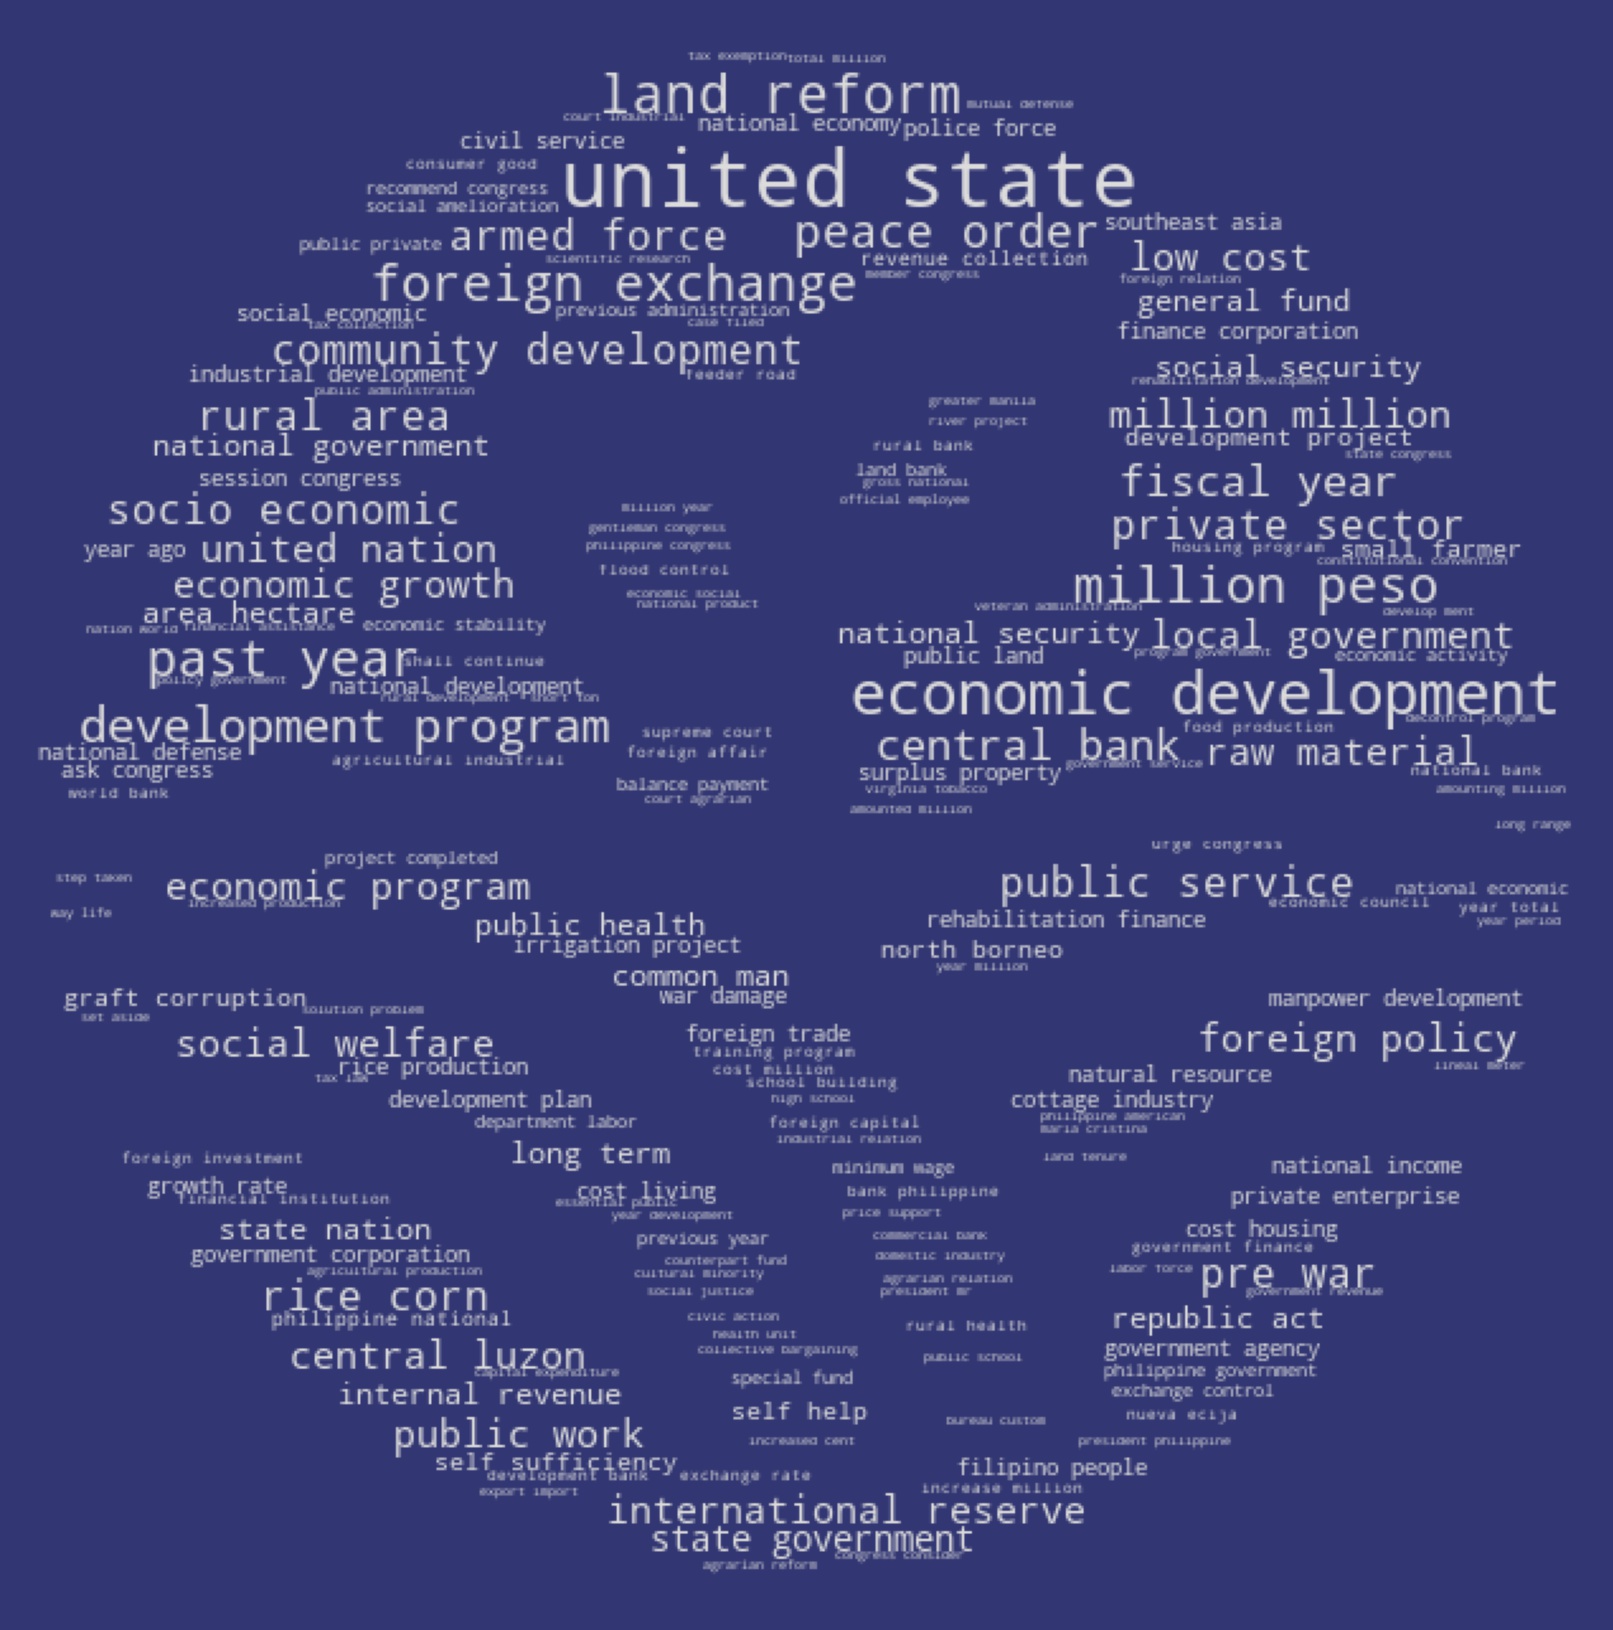 tax exemption total million
land reform mutual defense
court industrial national economy police force
civil service
consumer good united state
recommend congress
social amelioration
public private armed force peace order southeast asia
scientific research revenue collection low cost
foreign exchange member congress foreign relation
social economic previous administration general fund
tax collection case filed finance corporation
community development
industrial development feeder road social security
public administration rehabilitation development
rural area greater manila million million
river project
national government rural bank development project
session congress land bank state congress
gross national fiscal year
socio economic million year official employee
gentleman congress private sector
year ago united nation philippine congress housing program small farmer
constitutional convention
economic growth flood control million peso
area hectare economic social
national product veteran administration develop ment
nation world financial assistance economic stability national security local government
past year shall continue public land program government economic activity
policy government national development
rural development short ton economic development
development program supreme court food production decontrol program
national defense agricultural industrial foreign affair central bank raw material
ask congress surplus property government service national bank
world bank balance payment virginia tobacco amounting million
court agrarian amounted million
long range
project completed urge congress
step taken economic program public service national economic
increased production economic council year total
way life public health rehabilitation finance year period
irrigation project north borneo
common man year million
graft corruption war damage manpower development
set aside solution problem
social welfare foreign trade foreign policy
rice production training program lineal meter
tax law cost million natural resource
school building
development plan high school cottage industry
department labor foreign capital philippine american
industrial relation maria cristina
foreign investment long term minimum wage land tenure national income
growth rate cost living bank philippine private enterprise
financial institution essential public
state nation year development price support cost housing
government corporation previous year commercial bank government finance
agricultural production counterpart fund domestic industry labor force pre war
cultural minority agrarian relation
rice corn social justice president mr government revenue
philippine national civic action rural health republic act
health unit
central luzon collective bargaining public school government agency
capital expenditure special fund philippine government
internal revenue exchange control
public work self help bureau custom nueva ecija
increased cent president philippine
self sufficiency filipino people
development bank exchange rate
export import increase million
international reserve
state government
agrarian reform congress consider